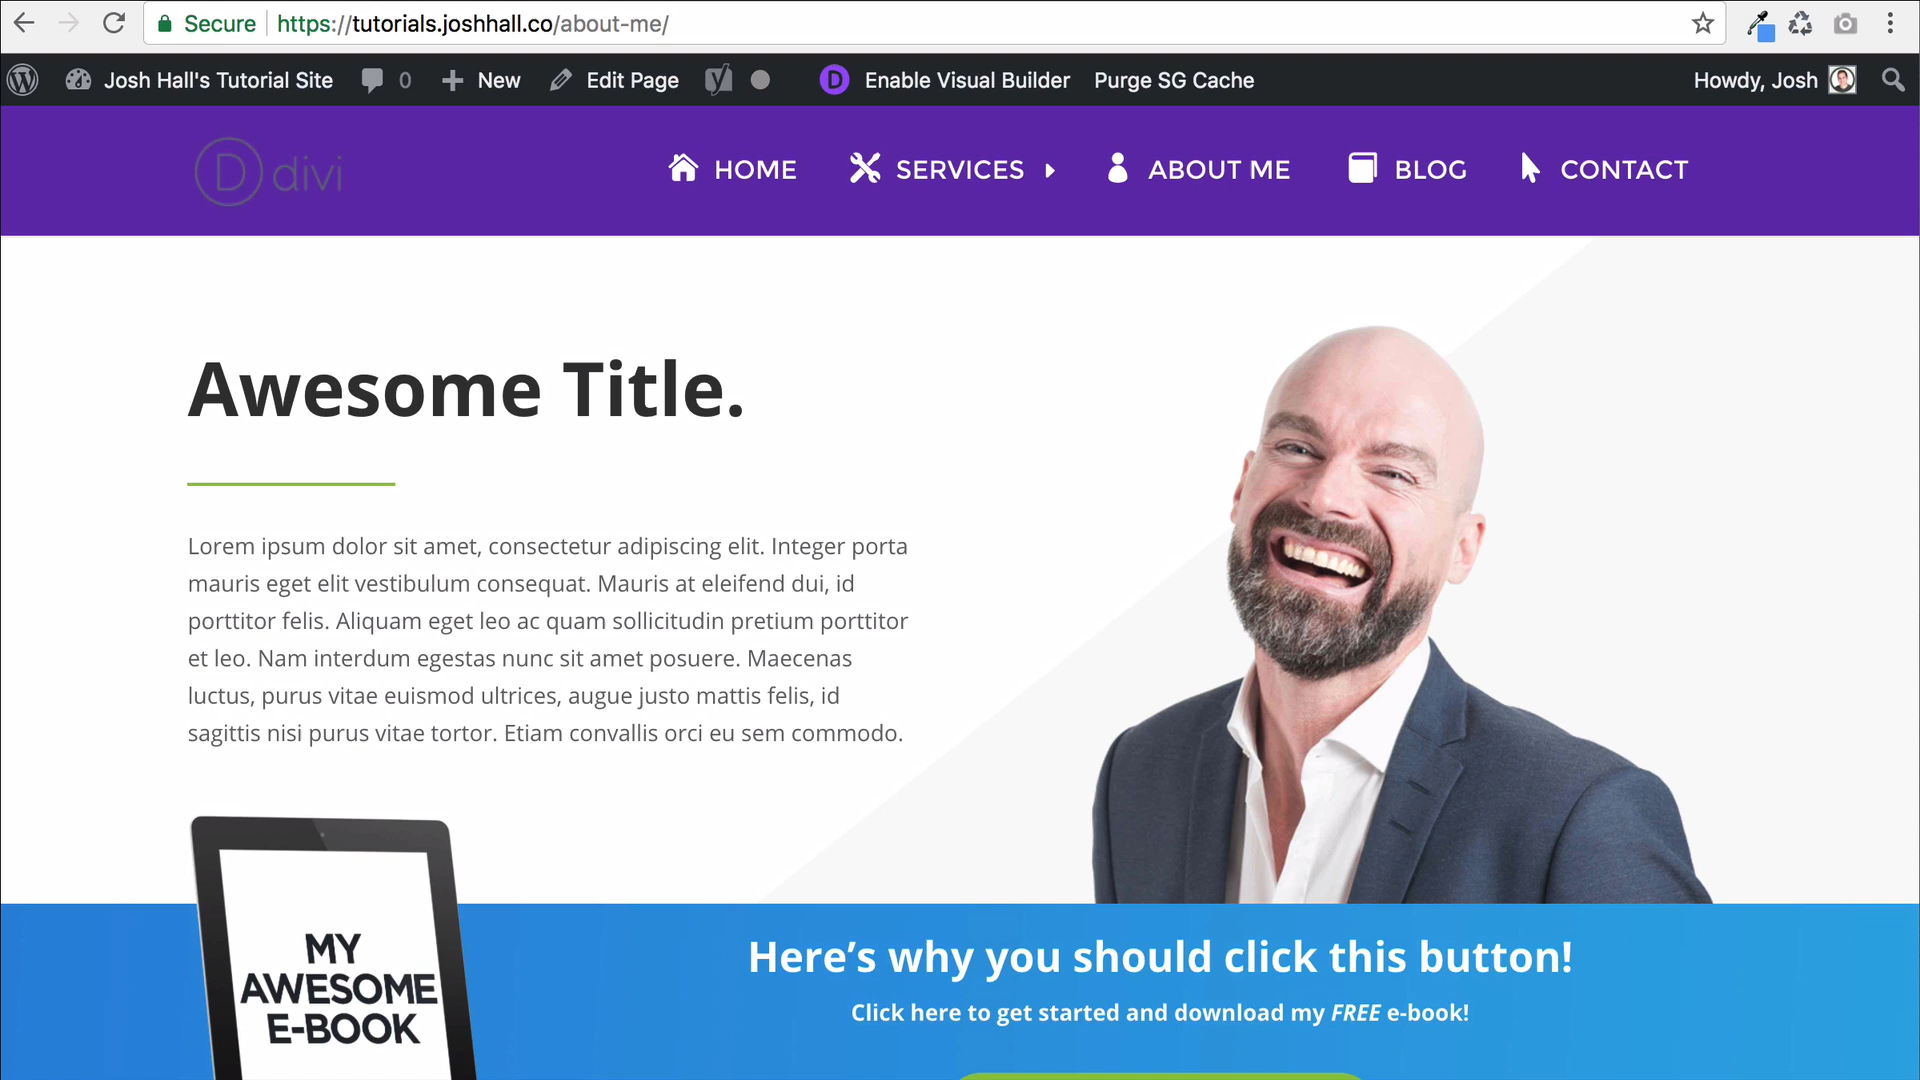 Secure https://tutorials.joshhall.co/about-me/
Josh Hall's Tutorial Site 0 New Edit Page Enable Visual Builder Purge SG Cache Howdy, Josh
D divi HOME SERVICES ABOUT ME BLOG CONTACT
Awesome Title.
Lorem ipsum dolor sit amet, consectetur adipiscing elit. Integer porta
mauris eget elit vestibulum consequat. Mauris at eleifend dui, id
porttitor felis. Aliquam eget leo ac quam sollicitudin pretium porttitor
et leo. Nam interdum egestas nunc sit amet posuere. Maecenas
luctus, purus vitae euismod ultrices, augue justo mattis felis, id
sagittis nisi purus vitae tortor. Etiam convallis orci eu sem commodo.
MY
AWESOME
E-BOOK
Here’s why you should click this button!
Click here to get started and download my FREE e-book!